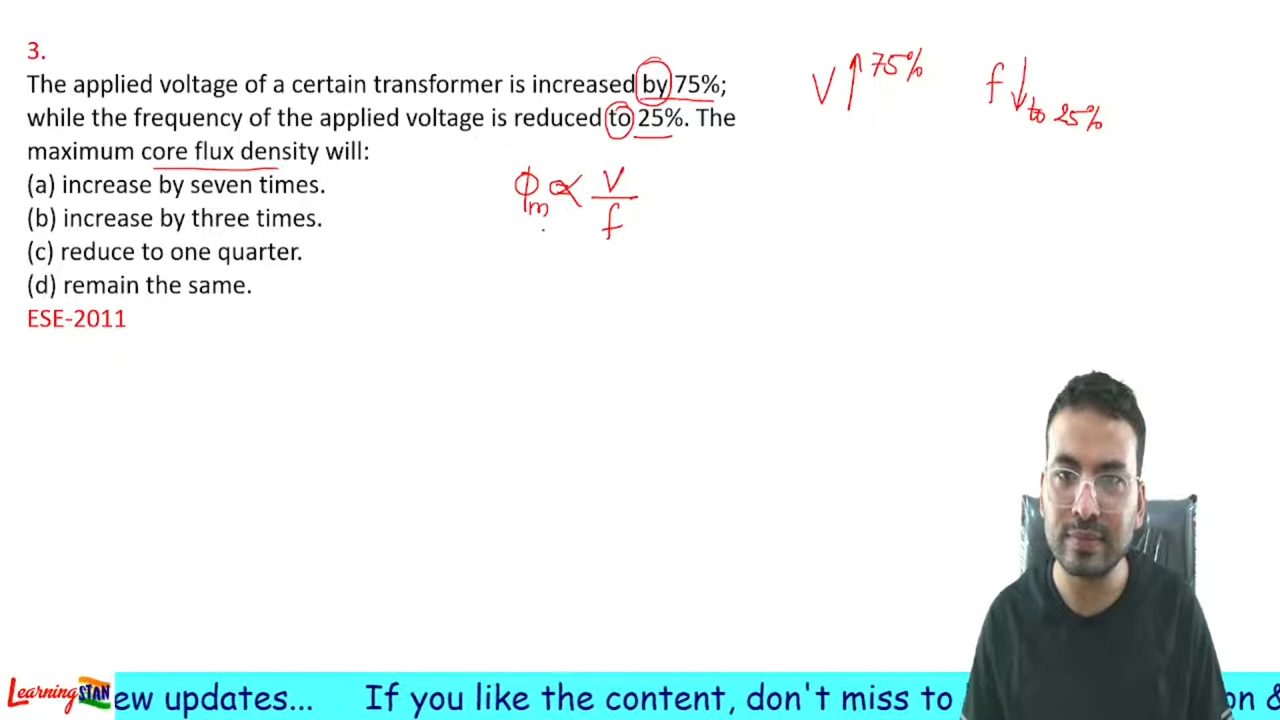 3.
The applied voltage of a certain transformer is increased by 75%;
while the frequency of the applied voltage is reduced to 25%. The
maximum core flux density will:
(a) increase by seven times.
(b) increase by three times.
(c) reduce to one quarter.
(d) remain the same.
ESE-2011
V ↑ 75%
f ↓ to 25%
ϕm ∝ V
f
Learning STAN
ew updates... If you like the content, don't miss to
on &